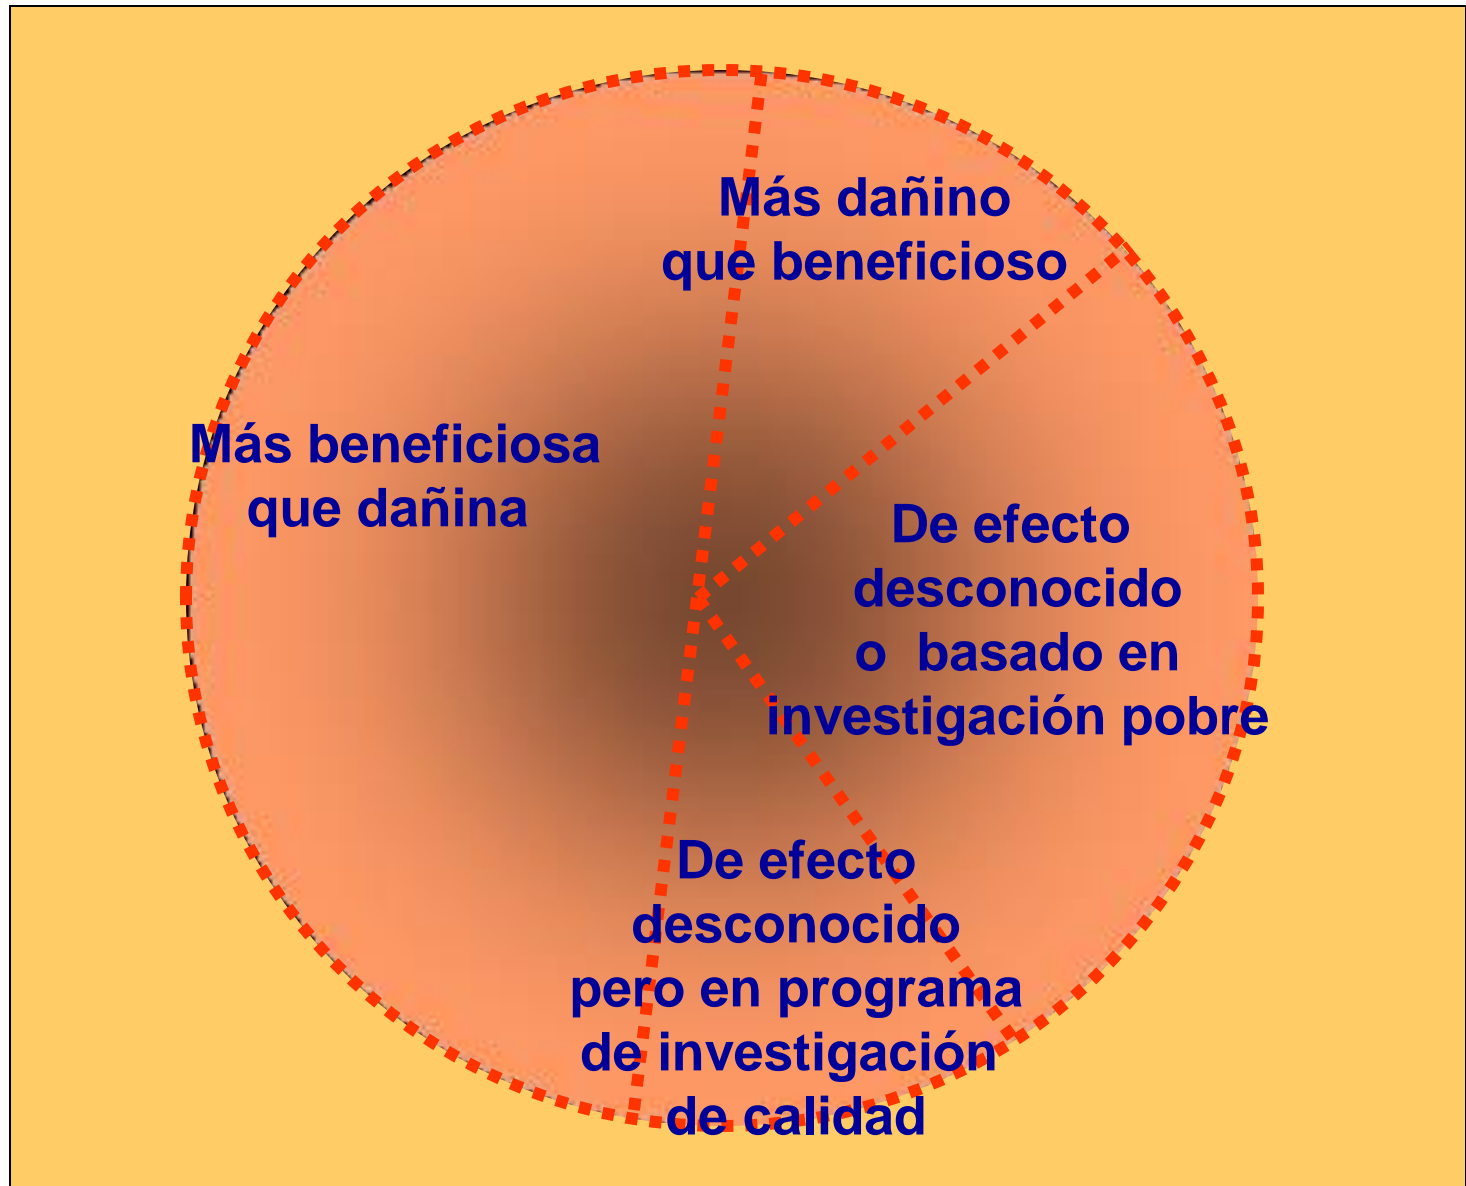 Más dañino
que beneficioso
Más beneficiosa
que dañina
De efecto
desconocido
o basado en
investigación pobre
De efecto
desconocido
pero en programa
de investigación
de calidad